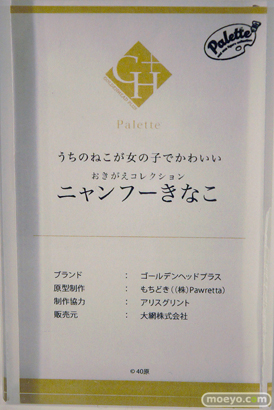 Palette
G+H
Palette
うちのねこが女の子でかわいい
おきがえコレクション
ニャンフーきなこ
ブランド : ゴールデンヘッドプラス
原型制作 : もちどき((株)Pawretta)
制作協力 : アリスグリント
販売元 : 大網株式会社
©40原
moeyo.com